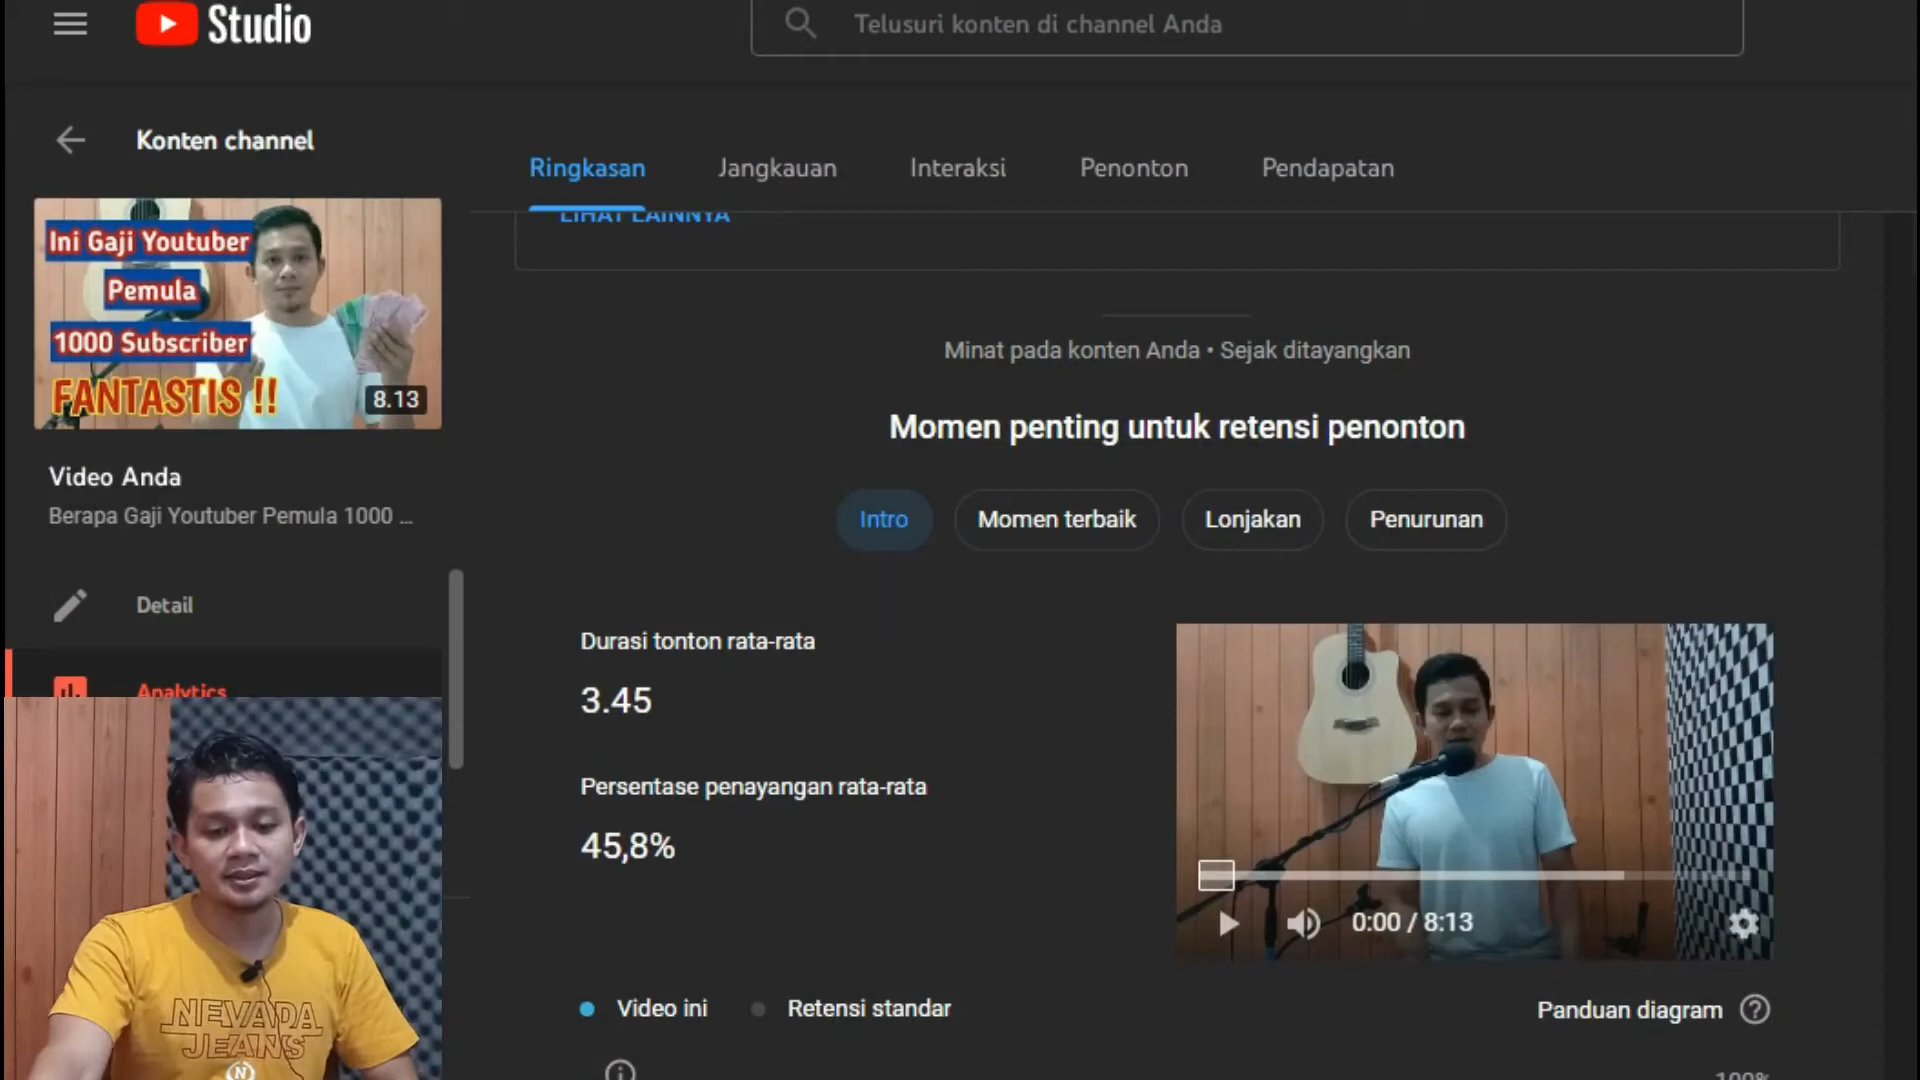 Studio
Telusuri konten di channel Anda
Konten channel
Ringkasan
Jangkauan
Interaksi
Penonton
Pendapatan
LIHAT LAINNYA
Ini Gaji Youtuber
Pemula
1000 Subscriber
FANTASTIS !!
8.13
Video Anda
Berapa Gaji Youtuber Pemula 1000 ...
Detail
Analytics
Minat pada konten Anda • Sejak ditayangkan
Momen penting untuk retensi penonton
Intro
Momen terbaik
Lonjakan
Penurunan
Durasi tonton rata-rata
3.45
Persentase penayangan rata-rata
45,8%
0:00 / 8:13
Video ini
Retensi standar
Panduan diagram
100%
NEVADA
JEANS
N